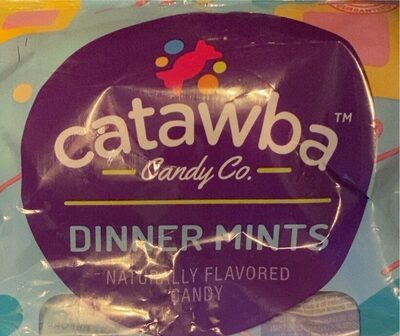 catawba™
Candy Co.
DINNER MINTS
NATURALLY FLAVORED
CANDY